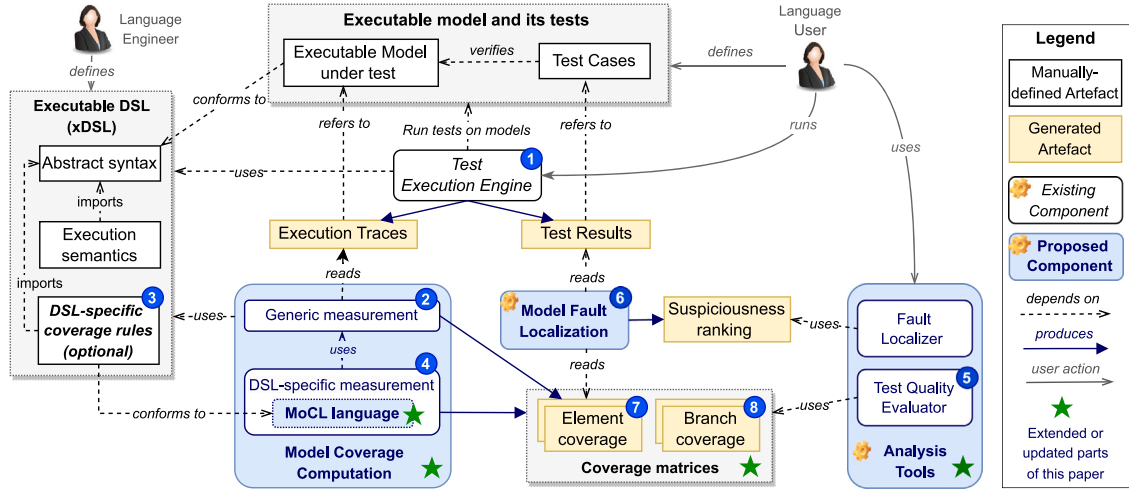 Language
Engineer
defines
Executable DSL
(xDSL)
Abstract syntax
imports
Execution
semantics
imports
3
DSL-specific
coverage rules
(optional)
conforms to
Executable model and its tests
Executable Model
under test
verifies
Test Cases
conforms to
refers to
Run tests on models
refers to
defines
Language
User
runs
uses
uses
1
Test
Execution Engine
Execution Traces
Test Results
reads
reads
2
Generic measurement
uses
uses
4
DSL-specific measurement
MoCL language
Model Coverage
Computation
6
Model Fault
Localization
Suspiciousness
ranking
reads
uses
7
Element
coverage
8
Branch
coverage
Coverage matrices
uses
Fault
Localizer
5
Test Quality
Evaluator
Analysis
Tools
conforms to
Legend
Manually-
defined Artefact
Generated
Artefact
Existing
Component
Proposed
Component
depends on
produces
user action
Extended or
updated parts
of this paper